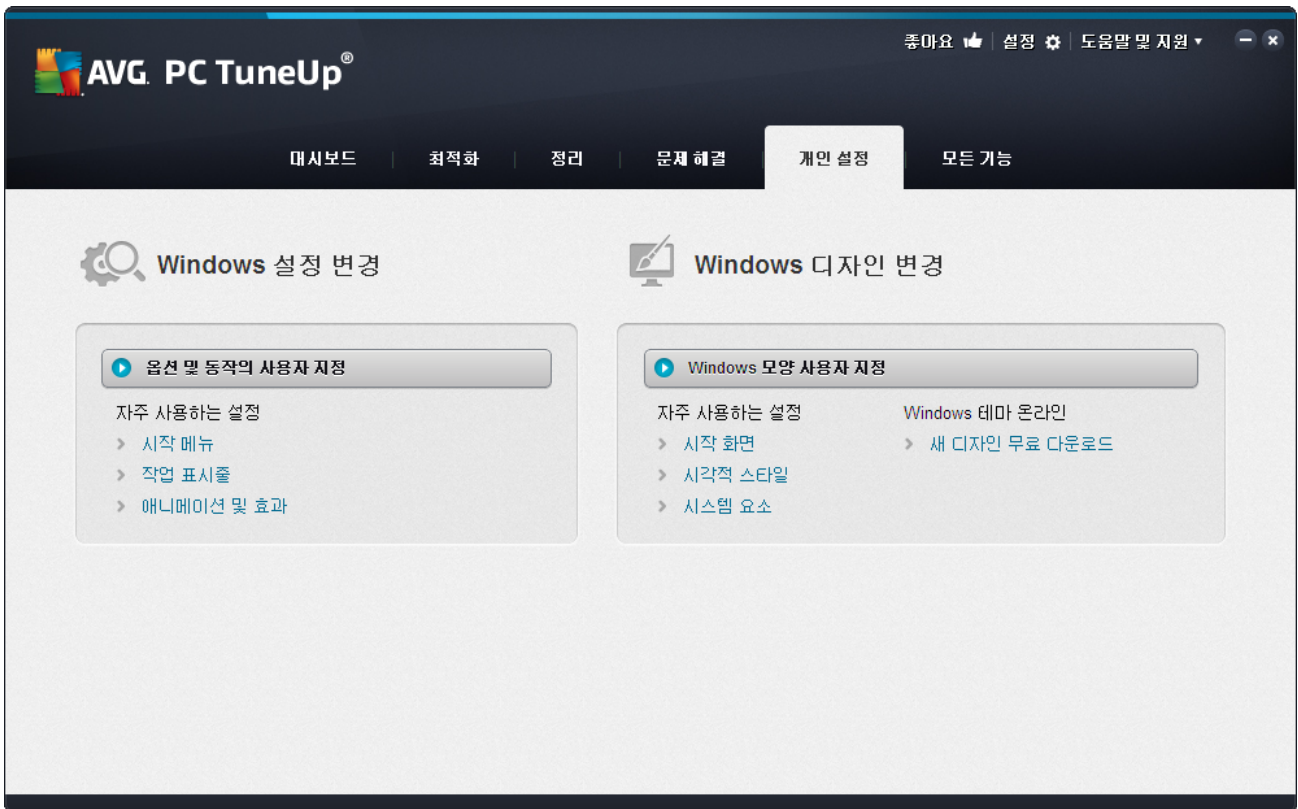 좋아요 설정 도움말 및 지원
AVG. PC TuneUp®
대시보드 최적화 정리 문제 해결 개인 설정 모든 기능
Windows 설정 변경
옵션 및 동작의 사용자 지정
자주 사용하는 설정
시작 메뉴
작업 표시줄
애니메이션 및 효과
Windows 디자인 변경
Windows 모양 사용자 지정
자주 사용하는 설정
시작 화면
시각적 스타일
시스템 요소
Windows 테마 온라인
새 디자인 무료 다운로드